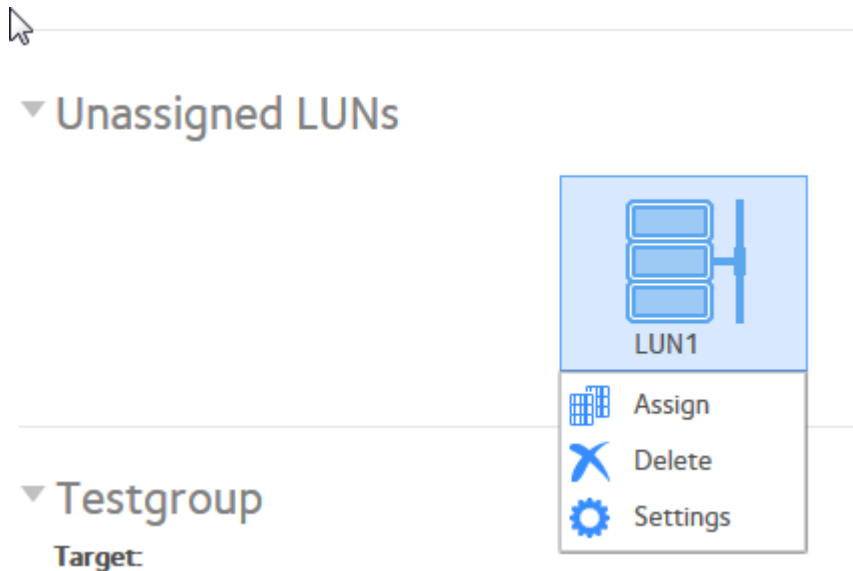 Unassigned LUNs
LUN1
Assign
Delete
Settings
Testgroup
Target: